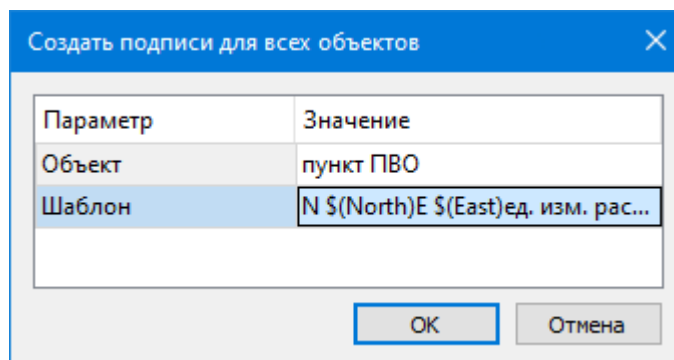 Создать подписи для всех объектов
Параметр Значение
Объект пункт ПВО
Шаблон N $(North)E $(East)ед. изм. рас...
OK Отмена